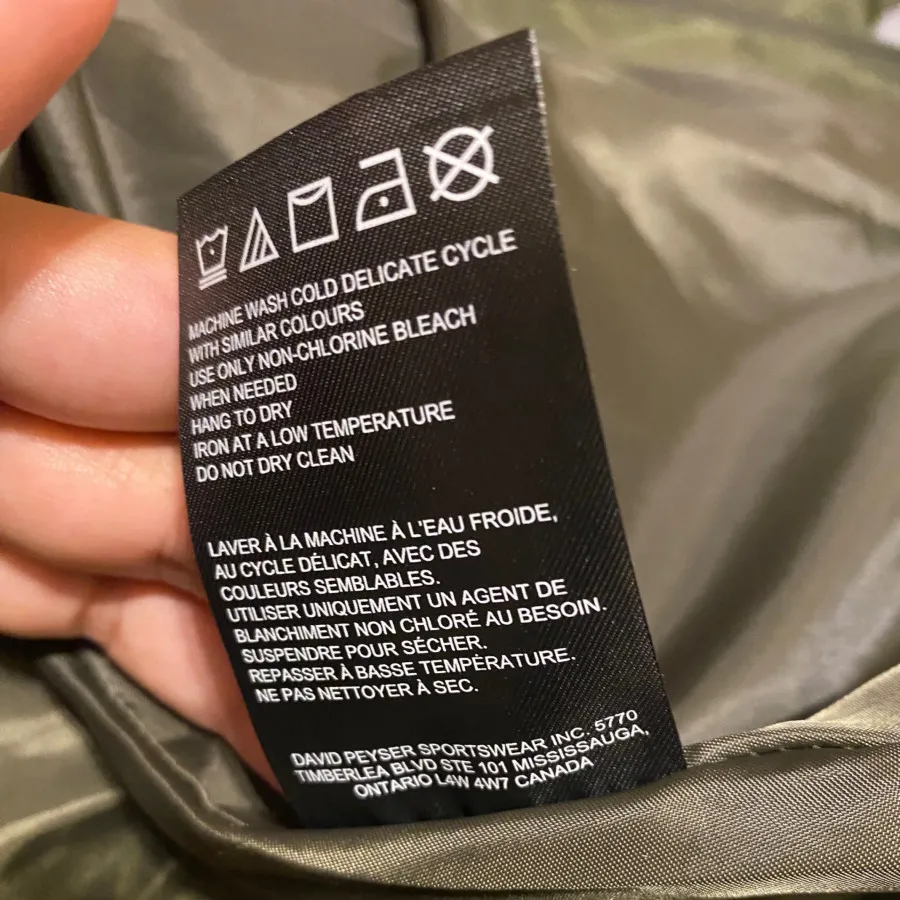 MACHINE WASH COLD DELICATE CYCLE
WITH SIMILAR COLOURS
USE ONLY NON-CHLORINE BLEACH
WHEN NEEDED
HANG TO DRY
IRON AT A LOW TEMPERATURE
DO NOT DRY CLEAN
LAVER À LA MACHINE À L'EAU FROIDE,
AU CYCLE DÉLICAT, AVEC DES
COULEURS SEMBLABLES.
UTILISER UNIQUEMENT UN AGENT DE
BLANCHIMENT NON CHLORÉ AU BESOIN.
SUSPENDRE POUR SÉCHER.
REPASSER À BASSE TEMPÉRATURE.
NE PAS NETTOYER À SEC.
DAVID PEYSER SPORTSWEAR INC. 5770
TIMBERLEA BLVD STE 101 MISSISSAUGA,
ONTARIO L4W 4W7 CANADA